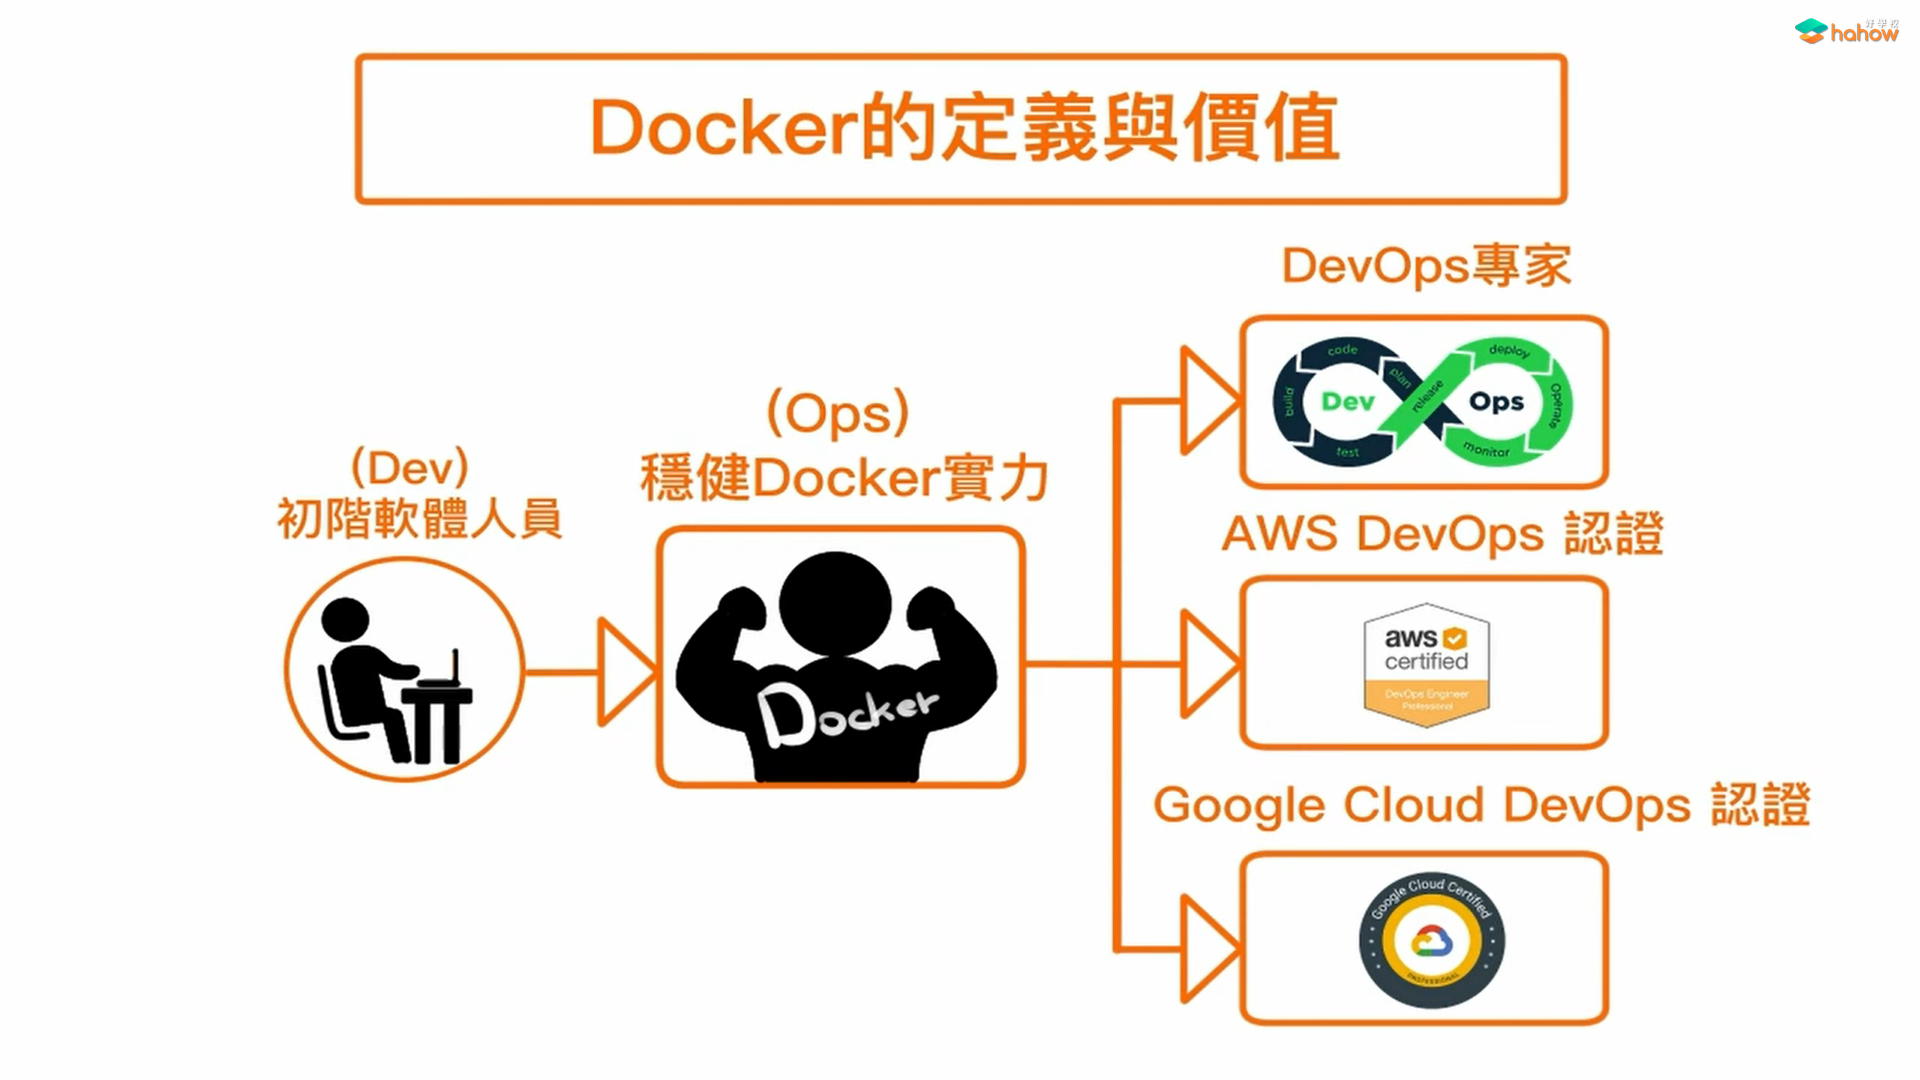 好學校
hahow
Docker的定義與價值
(Dev)
初階軟體人員
(Ops)
穩健Docker實力
Docker
DevOps專家
code
plan
build
test
Dev
release
deploy
Operate
monitor
Ops
AWS DevOps 認證
aws
certified
DevOps Engineer
Professional
Google Cloud DevOps 認證
Google Cloud Certified
PROFESSIONAL